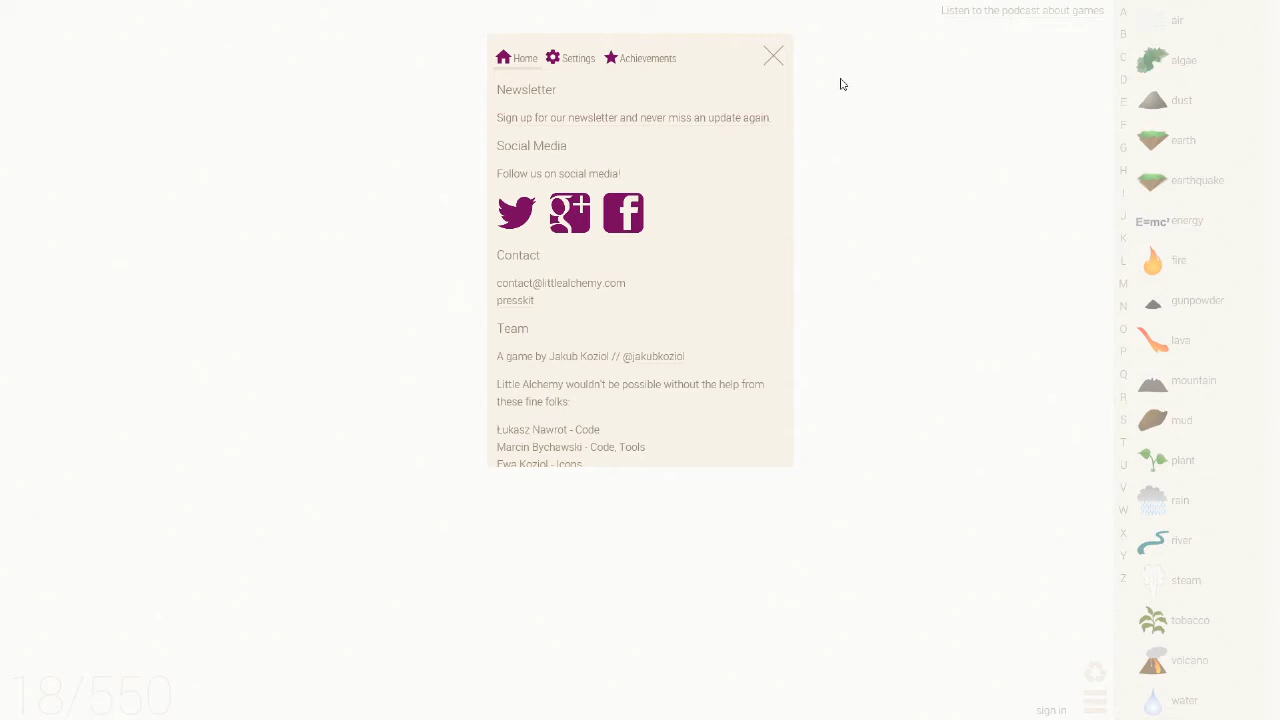 Listen to the podcast about games
Home Settings Achievements
Newsletter
Sign up for our newsletter and never miss an update again.
Social Media
Follow us on social media!
g+ f
Contact
contact@littlealchemy.com
presskit
Team
A game by Jakub Koziol // @jakubkoziol
Little Alchemy wouldn't be possible without the help from
these fine folks:
Łukasz Nawrot - Code
Marcin Bychawski - Code, Tools
Ewa Koziol - Icons
18/550
sign in
A
B
C
D
E
F
G
H
I
J
K
L
M
N
O
P
Q
R
S
T
U
V
W
X
Y
Z
air
algae
dust
earth
earthquake
E=mc² energy
fire
gunpowder
lava
mountain
mud
plant
rain
river
steam
tobacco
volcano
water